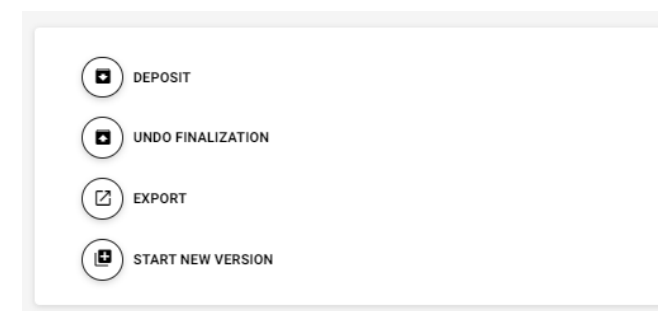 DEPOSIT
UNDO FINALIZATION
EXPORT
START NEW VERSION